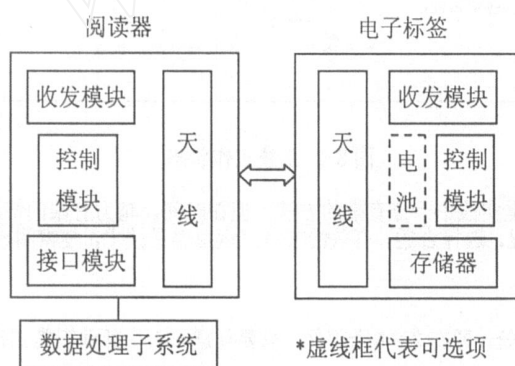 阅读器
收发模块
控制
模块
接口模块
天
线
数据处理子系统
电子标签
天
线
收发模块
电
池
控制
模块
存储器
*虚线框代表可选项